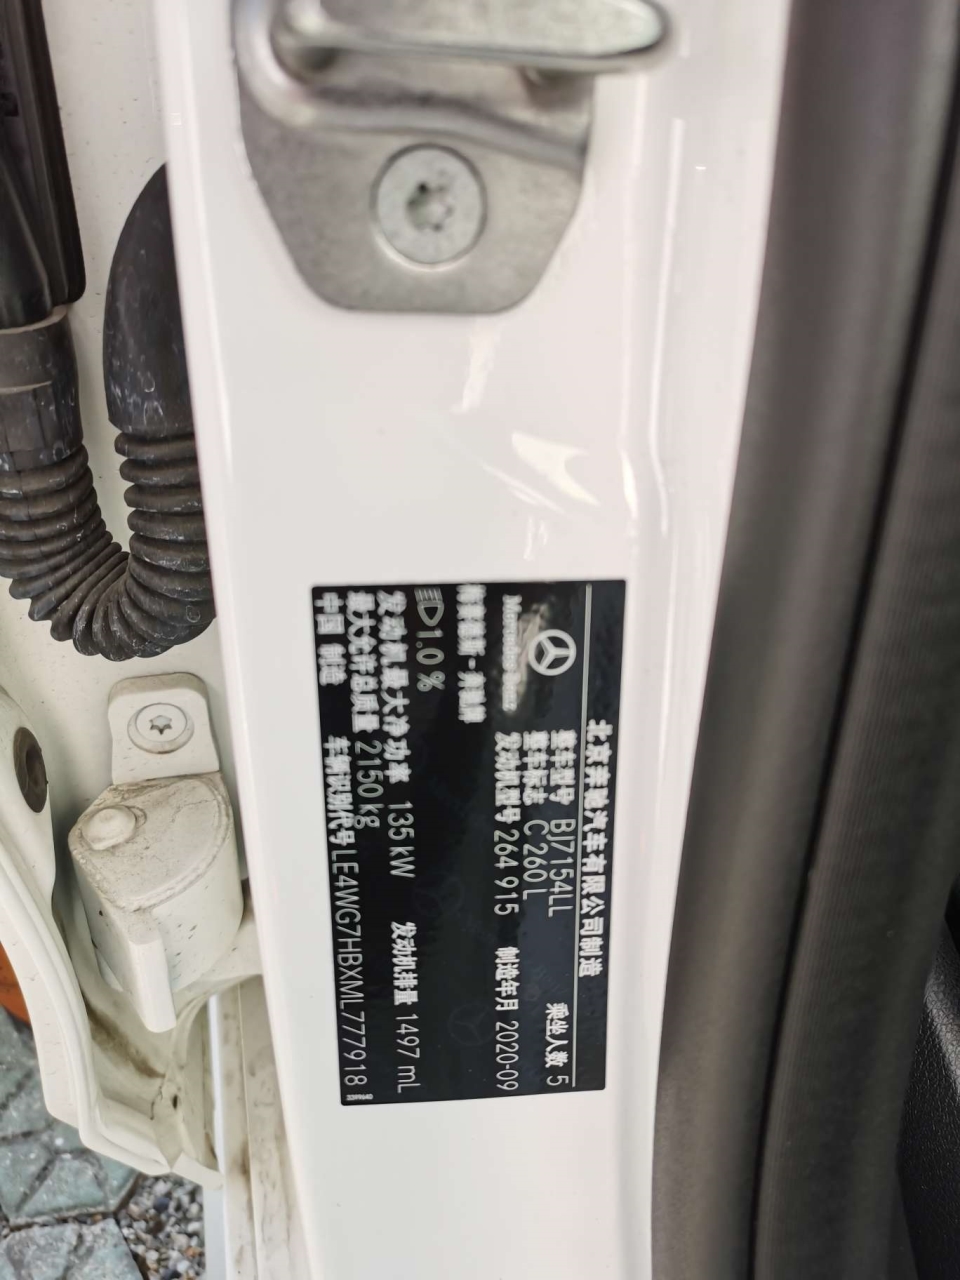 北京奔驰汽车有限公司制造
Mercedes-Benz
整车型号 BJ7154LL 乘坐人数 5
整车标志 C 260 L
发动机型号 264 915 制造年月 2020-09
梅赛德斯-奔驰牌
1.0 %
发动机最大净功率 135 kW 发动机排量 1497 mL
最大允许总质量 2150 kg
中国 制造 车辆识别代号 LE4WG7HBXML777918
3399640